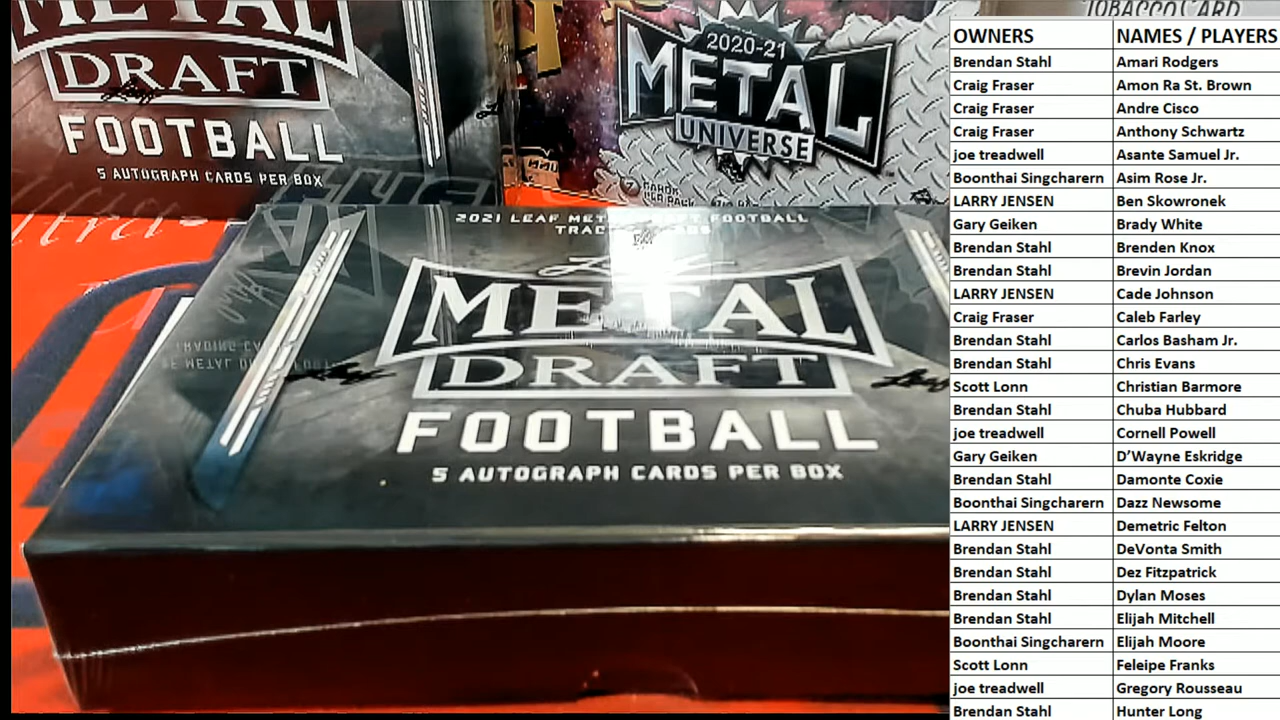 METAL
DRAFT
FOOTBALL
5 AUTOGRAPH CARDS PER BOX
2020-21
METAL
UNIVERSE
TOBACCO CARD
2021 LEAF METAL DRAFT FOOTBALL
TRADING CARDS
Leaf
METAL
DRAFT
FOOTBALL
5 AUTOGRAPH CARDS PER BOX
OWNERS NAMES / PLAYERS
Brendan Stahl Amari Rodgers
Craig Fraser Amon Ra St. Brown
Craig Fraser Andre Cisco
Craig Fraser Anthony Schwartz
joe treadwell Asante Samuel Jr.
Boonthai Singcharern Asim Rose Jr.
LARRY JENSEN Ben Skowronek
Gary Geiken Brady White
Brendan Stahl Brenden Knox
Brendan Stahl Brevin Jordan
LARRY JENSEN Cade Johnson
Craig Fraser Caleb Farley
Brendan Stahl Carlos Basham Jr.
Brendan Stahl Chris Evans
Scott Lonn Christian Barmore
Brendan Stahl Chuba Hubbard
joe treadwell Cornell Powell
Gary Geiken D’Wayne Eskridge
Brendan Stahl Damonte Coxie
Boonthai Singcharern Dazz Newsome
LARRY JENSEN Demetric Felton
Brendan Stahl DeVonta Smith
Brendan Stahl Dez Fitzpatrick
Brendan Stahl Dylan Moses
Brendan Stahl Elijah Mitchell
Boonthai Singcharern Elijah Moore
Scott Lonn Feleipe Franks
joe treadwell Gregory Rousseau
Brendan Stahl Hunter Long